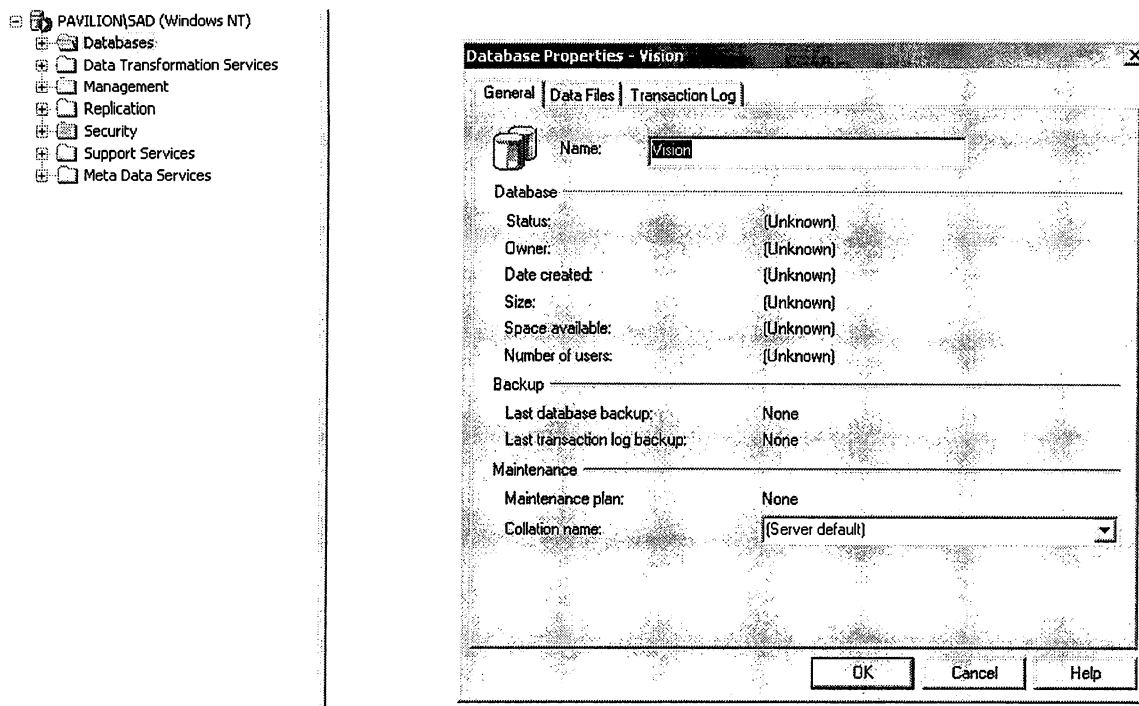 PAVILION\SAD (Windows NT)
Databases
Data Transformation Services
Management
Replication
Security
Support Services
Meta Data Services
Database Properties - Vision
General Data Files Transaction Log
Name: Vision
Database
Status: (Unknown)
Owner: (Unknown)
Date created: (Unknown)
Size: (Unknown)
Space available: (Unknown)
Number of users: (Unknown)
Backup
Last database backup: None
Last transaction log backup: None
Maintenance
Maintenance plan: None
Collation name: (Server default)
OK Cancel Help